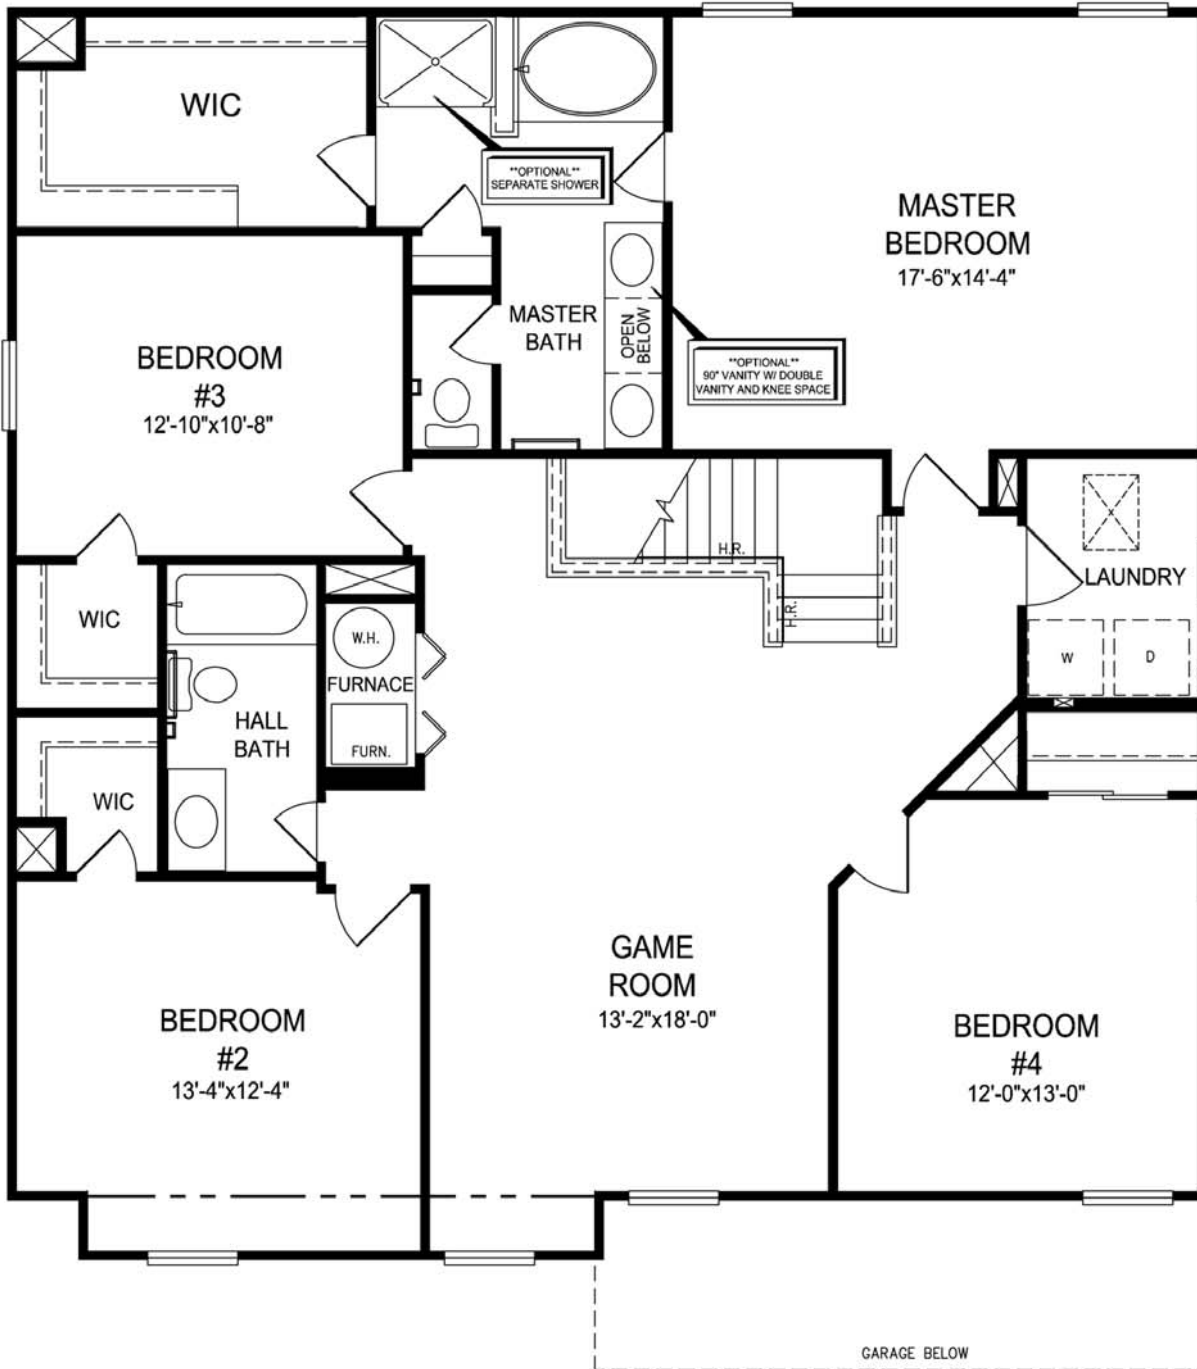 WIC
**OPTIONAL**
SEPARATE SHOWER
MASTER
BEDROOM
17'-6"x14'-4"
MASTER
BATH
OPEN
BELOW
**OPTIONAL**
90" VANITY W/ DOUBLE
VANITY AND KNEE SPACE
BEDROOM
#3
12'-10"x10'-8"
H.R.
H.R.
LAUNDRY
W
D
WIC
W.H.
FURNACE
FURN.
HALL
BATH
WIC
GAME
ROOM
13'-2"x18'-0"
BEDROOM
#2
13'-4"x12'-4"
BEDROOM
#4
12'-0"x13'-0"
GARAGE BELOW